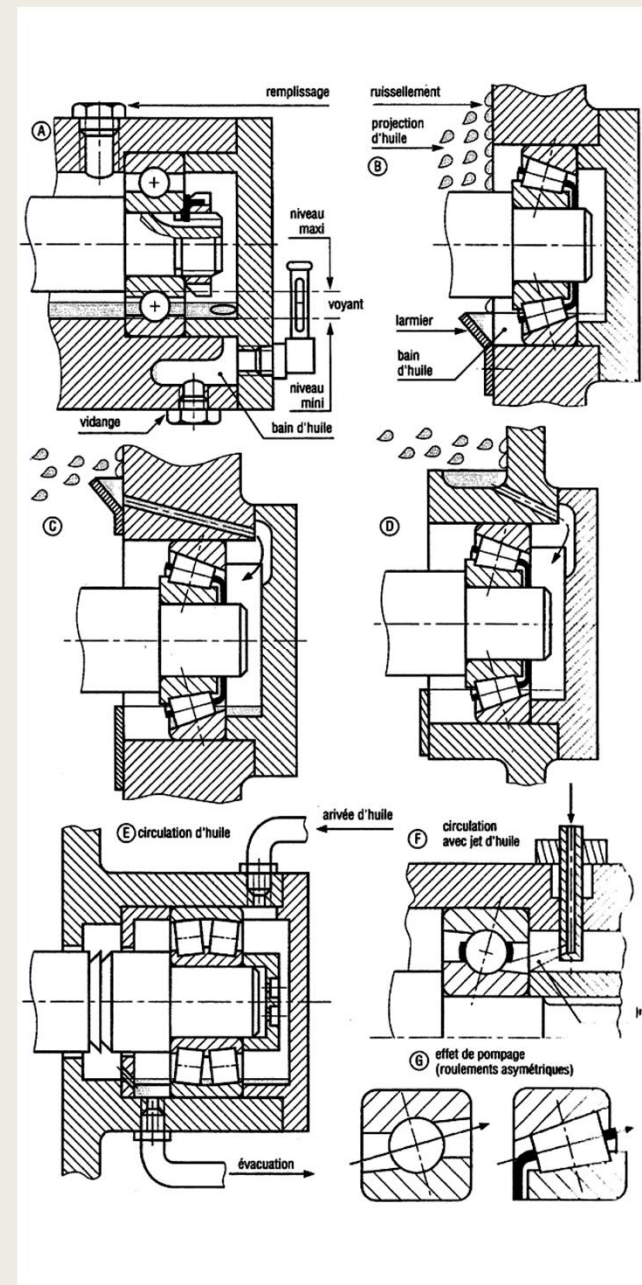 remplissage
A
niveau
maxi
voyant
niveau
mini
vidange
bain d'huile
ruissellement
projection
d'huile
B
larmier
bain
d'huile
C
D
E circulation d'huile
arivée d'huile
évacuation
F circulation
avec jet d'huile
G effet de pompage
(roulements asymétriques)